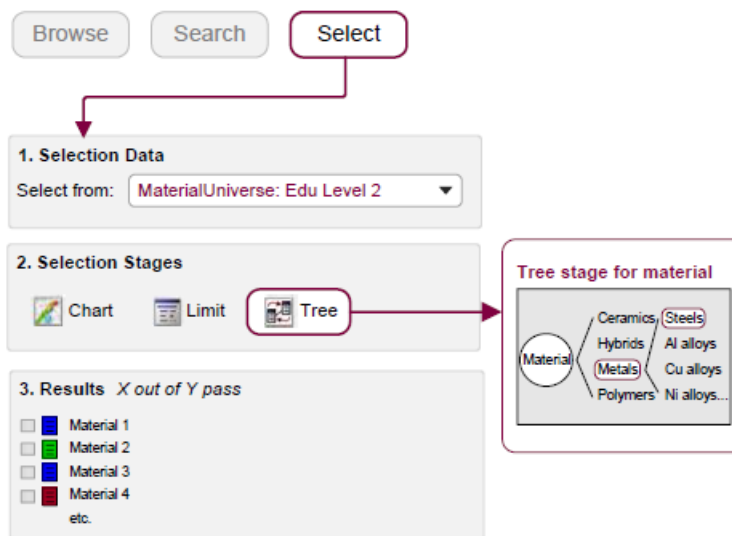 Browse
Search
Select
1. Selection Data
Select from:
MaterialUniverse: Edu Level 2
2. Selection Stages
Chart
Limit
Tree
3. Results X out of Y pass
Material 1
Material 2
Material 3
Material 4
etc.
Tree stage for material
Material
Ceramics
Steels
Hybrids
Al alloys
Metals
Cu alloys
Polymers
Ni alloys...